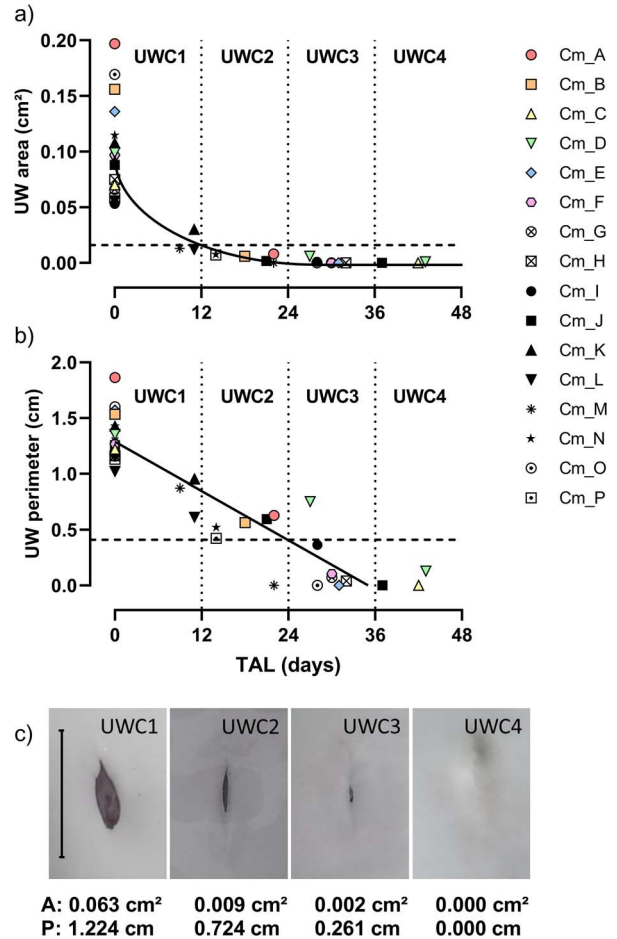 a)
UW area (cm²)
0.20
0.15
0.10
0.05
0.00
UWC1 UWC2 UWC3 UWC4
0 12 24 36 48
b)
UW perimeter (cm)
2.0
1.5
1.0
0.5
0.0
UWC1 UWC2 UWC3 UWC4
0 12 24 36 48
TAL (days)
Cm_A
Cm_B
Cm_C
Cm_D
Cm_E
Cm_F
Cm_G
Cm_H
Cm_I
Cm_J
Cm_K
Cm_L
Cm_M
Cm_N
Cm_O
Cm_P
c)
UWC1 UWC2 UWC3 UWC4
A: 0.063 cm² 0.009 cm² 0.002 cm² 0.000 cm²
P: 1.224 cm 0.724 cm 0.261 cm 0.000 cm